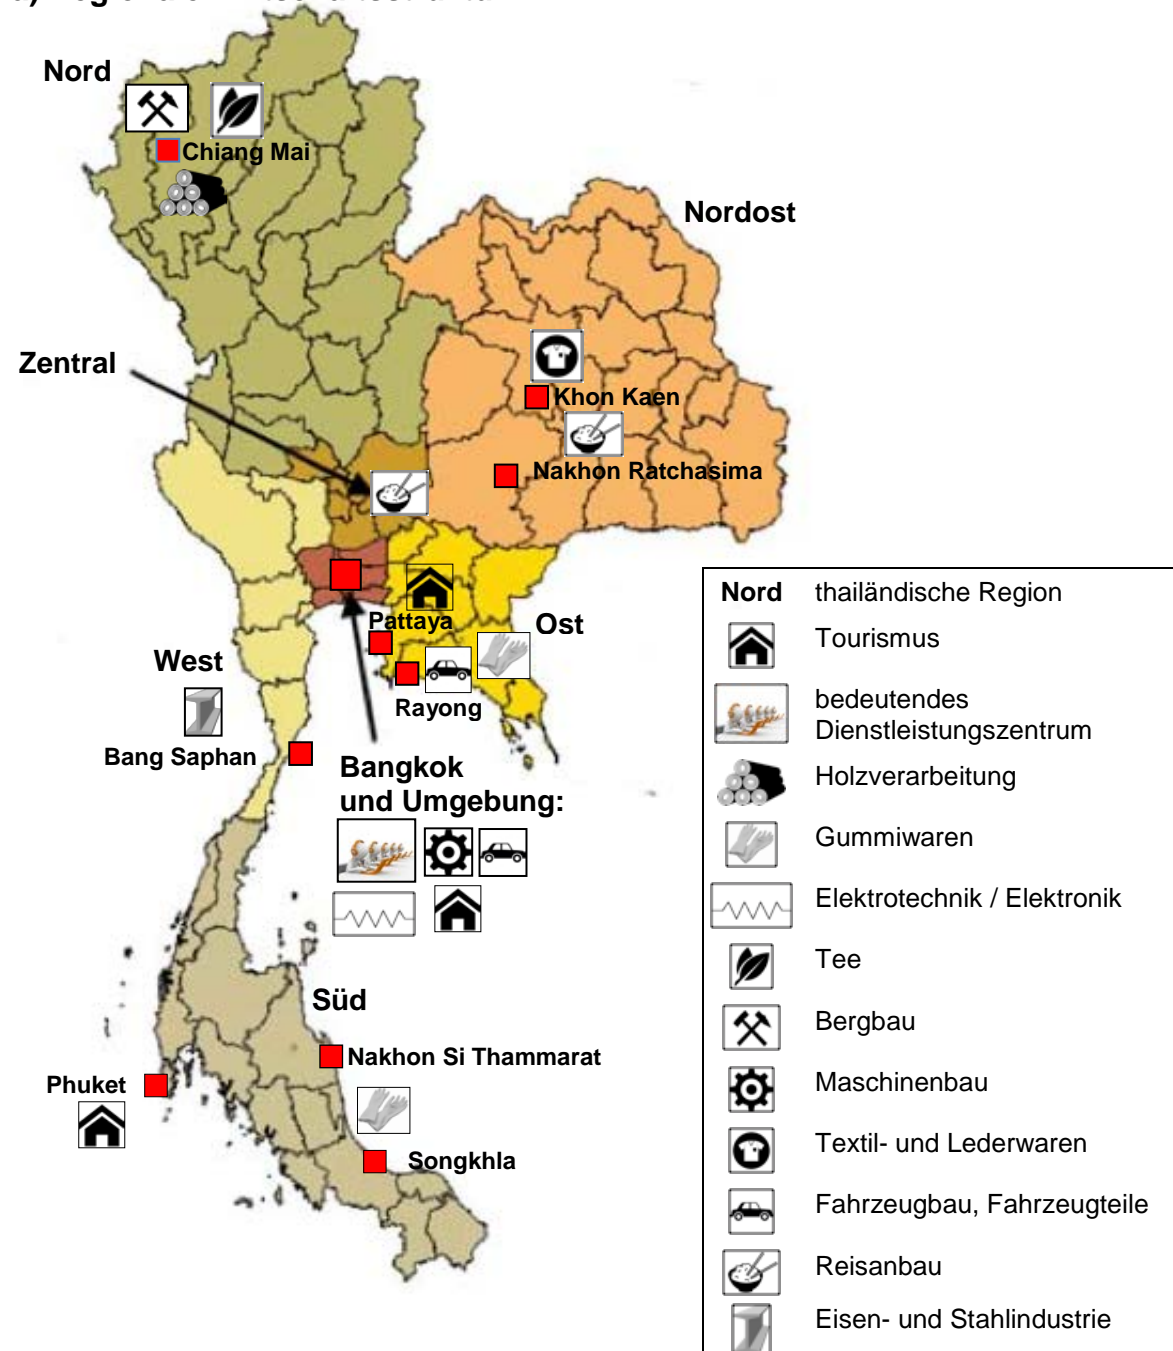 Nord
Chiang Mai
Nordost
Zentral
Khon Kaen
Nakhon Ratchasima
Pattaya
Ost
West
Rayong
Bang Saphan
Bangkok
und Umgebung:
Süd
Nakhon Si Thammarat
Phuket
Songkhla
Nord thailändische Region
Tourismus
bedeutendes
Dienstleistungszentrum
Holzverarbeitung
Gummiwaren
Elektrotechnik / Elektronik
Tee
Bergbau
Maschinenbau
Textil- und Lederwaren
Fahrzeugbau, Fahrzeugteile
Reisanbau
Eisen- und Stahlindustrie